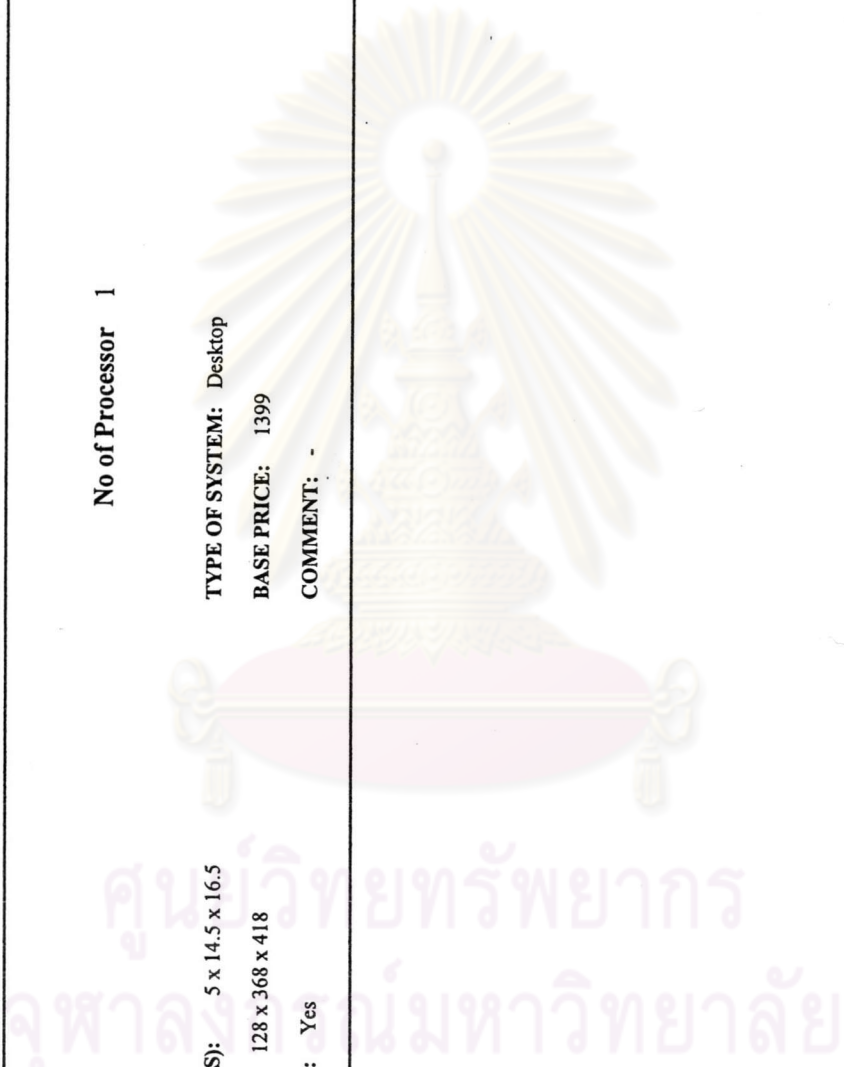 No of Processor 1
5 x 14.5 x 16.5 TYPE OF SYSTEM: Desktop
128 x 368 x 418 BASE PRICE: 1399
: Yes COMMENT: -
ศูนย์วิทยทรัพยากร
จุฬาลงกรณ์มหาวิทยาลัย